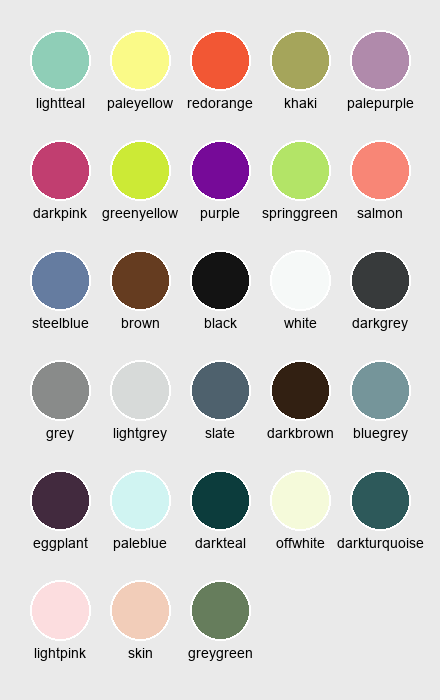 lightteal paleyellow redorange khaki palepurple
darkpink greenyellow purple springgreen salmon
steelblue brown black white darkgrey
grey lightgrey slate darkbrown bluegrey
eggplant paleblue darkteal offwhite darkturquoise
lightpink skin greygreen